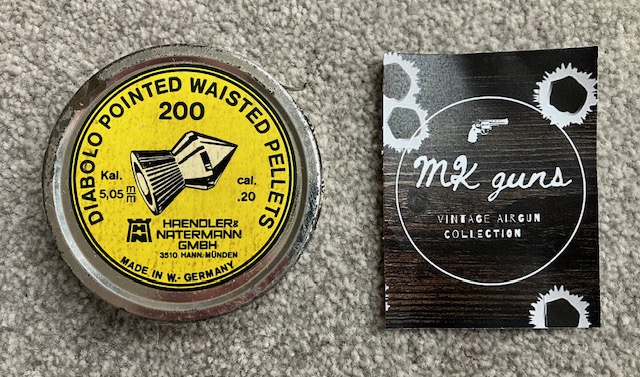 DIABOLO POINTED WAISTED PELLETS
200
Kal.
5,05 mm
cal.
.20
HN
HAENDLER &
NATERMANN
GMBH
3510 HANN. MÜNDEN
MADE IN W.-GERMANY
MK guns
VINTAGE AIRGUN
COLLECTION